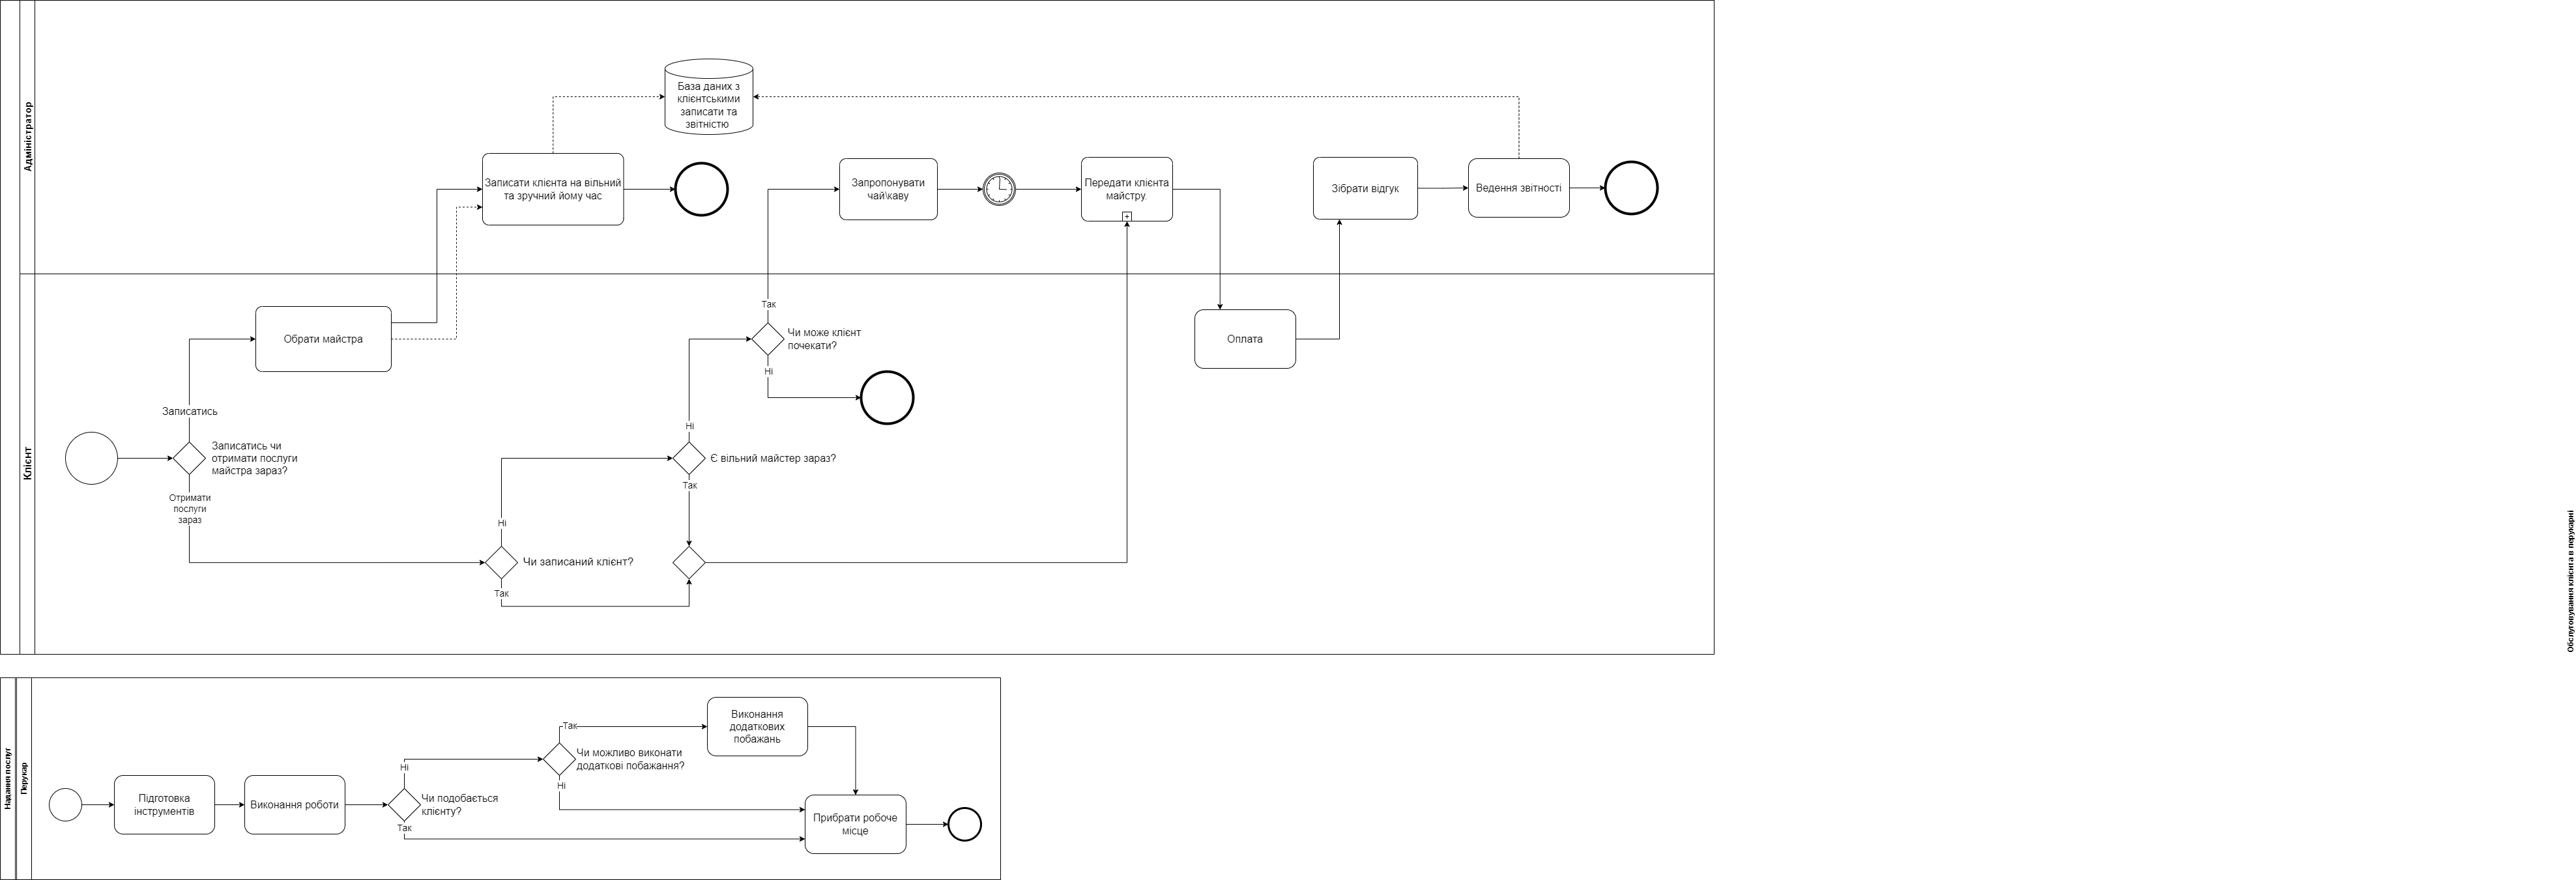 Адміністратор
База даних з
клієнтськими
записати та
звітністю
Записати клієнта на вільний
та зручний йому час
Запропонувати
чай\каву
Передати клієнта
майстру.
Зібрати відгук
Ведення звітності
Клієнт
Обрати майстра
Записатись
Записатись чи
отримати послуги
майстра зараз?
Отримати
послуги
зараз
Так
Чи може клієнт
почекати?
Ні
Оплата
Ні
Є вільний майстер зараз?
Так
Ні
Чи записаний клієнт?
Так
Обслуговування клієнта в перукарні
Надання послуг
Перукар
Підготовка
інструментів
Виконання роботи
Ні
Чи подобається
клієнту?
Так
Так
Чи можливо виконати
додаткові побажання?
Ні
Виконання
додаткових
побажань
Прибрати робоче
місце